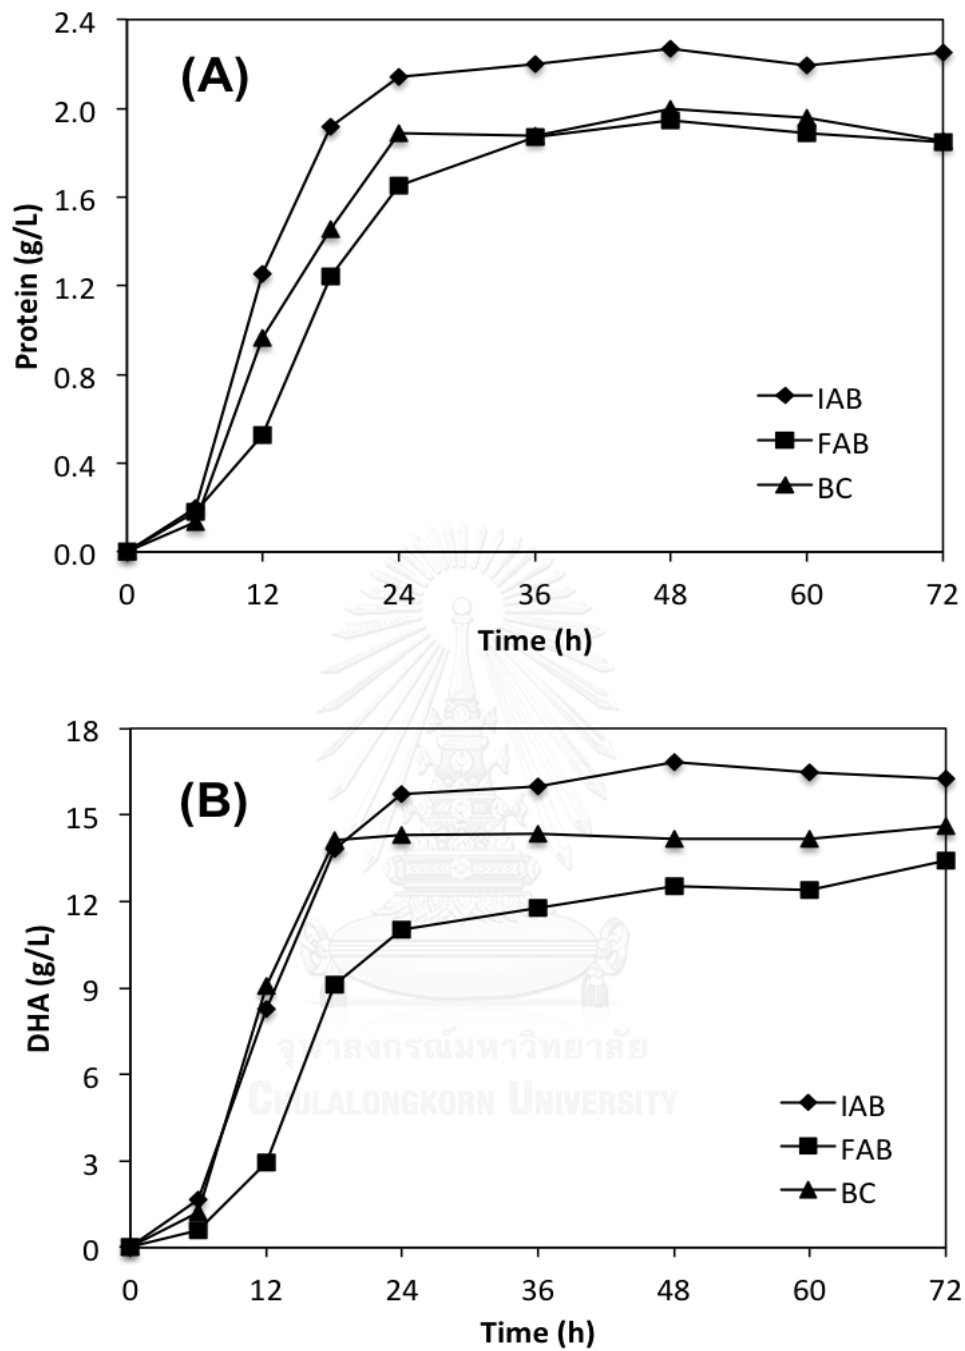 (A)
Protein (g/L)
2.4
2.0
1.6
1.2
0.8
0.4
0.0
IAB
FAB
BC
0 12 24 36 48 60 72
Time (h)
(B)
DHA (g/L)
18
15
12
9
6
3
0
จุฬาลงกรณ์มหาวิทยาลัย
CHULALONGKORN UNIVERSITY
IAB
FAB
BC
0 12 24 36 48 60 72
Time (h)